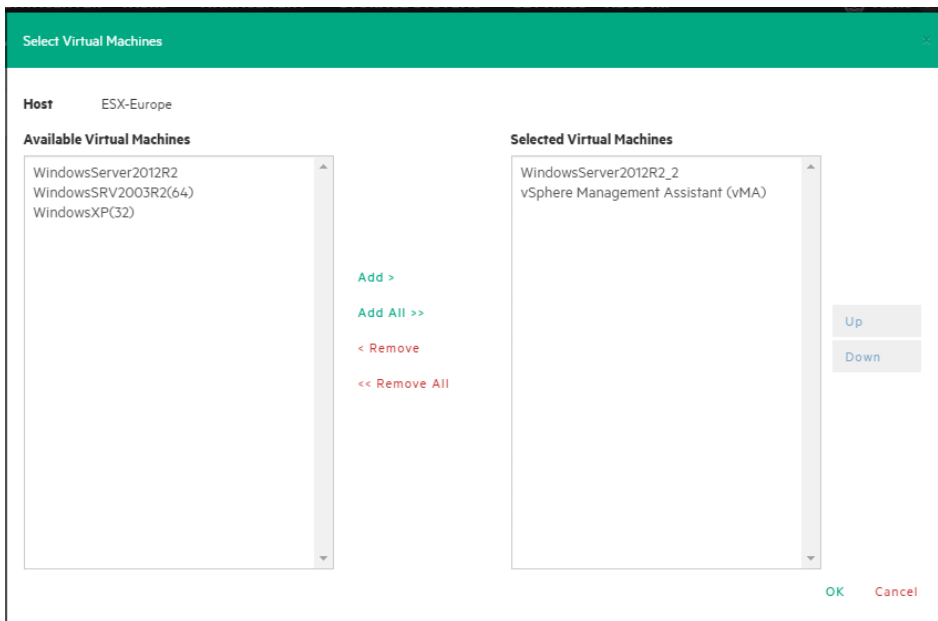 Select Virtual Machines
Host ESX-Europe
Available Virtual Machines
WindowsServer2012R2
WindowsSRV2003R2(64)
WindowsXP(32)
Add >
Add All >>
< Remove
<< Remove All
Selected Virtual Machines
WindowsServer2012R2_2
vSphere Management Assistant (vMA)
Up
Down
OK Cancel